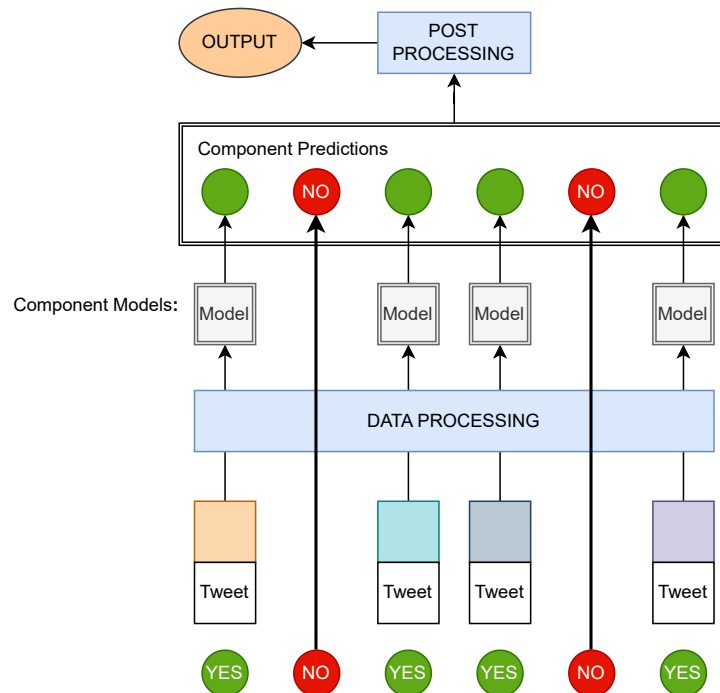 OUTPUT
POST
PROCESSING
Component Predictions
NO NO
Component Models:
Model Model Model Model
DATA PROCESSING
Tweet Tweet Tweet Tweet
YES NO YES YES NO YES